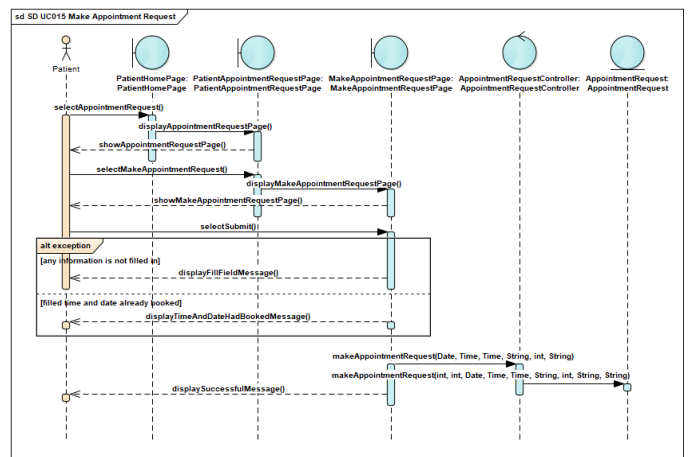 sd SD UC015 Make Appointment Request
Patient
PatientHomePage:
PatientHomePage
PatientAppointmentRequestPage:
PatientAppointmentRequestPage
MakeAppointmentRequestPage:
MakeAppointmentRequestPage
AppointmentRequestController:
AppointmentRequestController
AppointmentRequest:
AppointmentRequest
selectAppointmentRequest()
displayAppointmentRequestPage()
showAppointmentRequestPage()
selectMakeAppointmentRequest()
displayMakeAppointmentRequestPage()
showMakeAppointmentRequestPage()
selectSubmit()
alt exception
[any information is not filled in]
displayFillFieldMessage()
[filled time and date already booked]
displayTimeAndDateHadBookedMessage()
makeAppointmentRequest(Date, Time, Time, String, int, String)
makeAppointmentRequest(int, int, Date, Time, Time, String, int, String, String)
displaySuccessfulMessage()